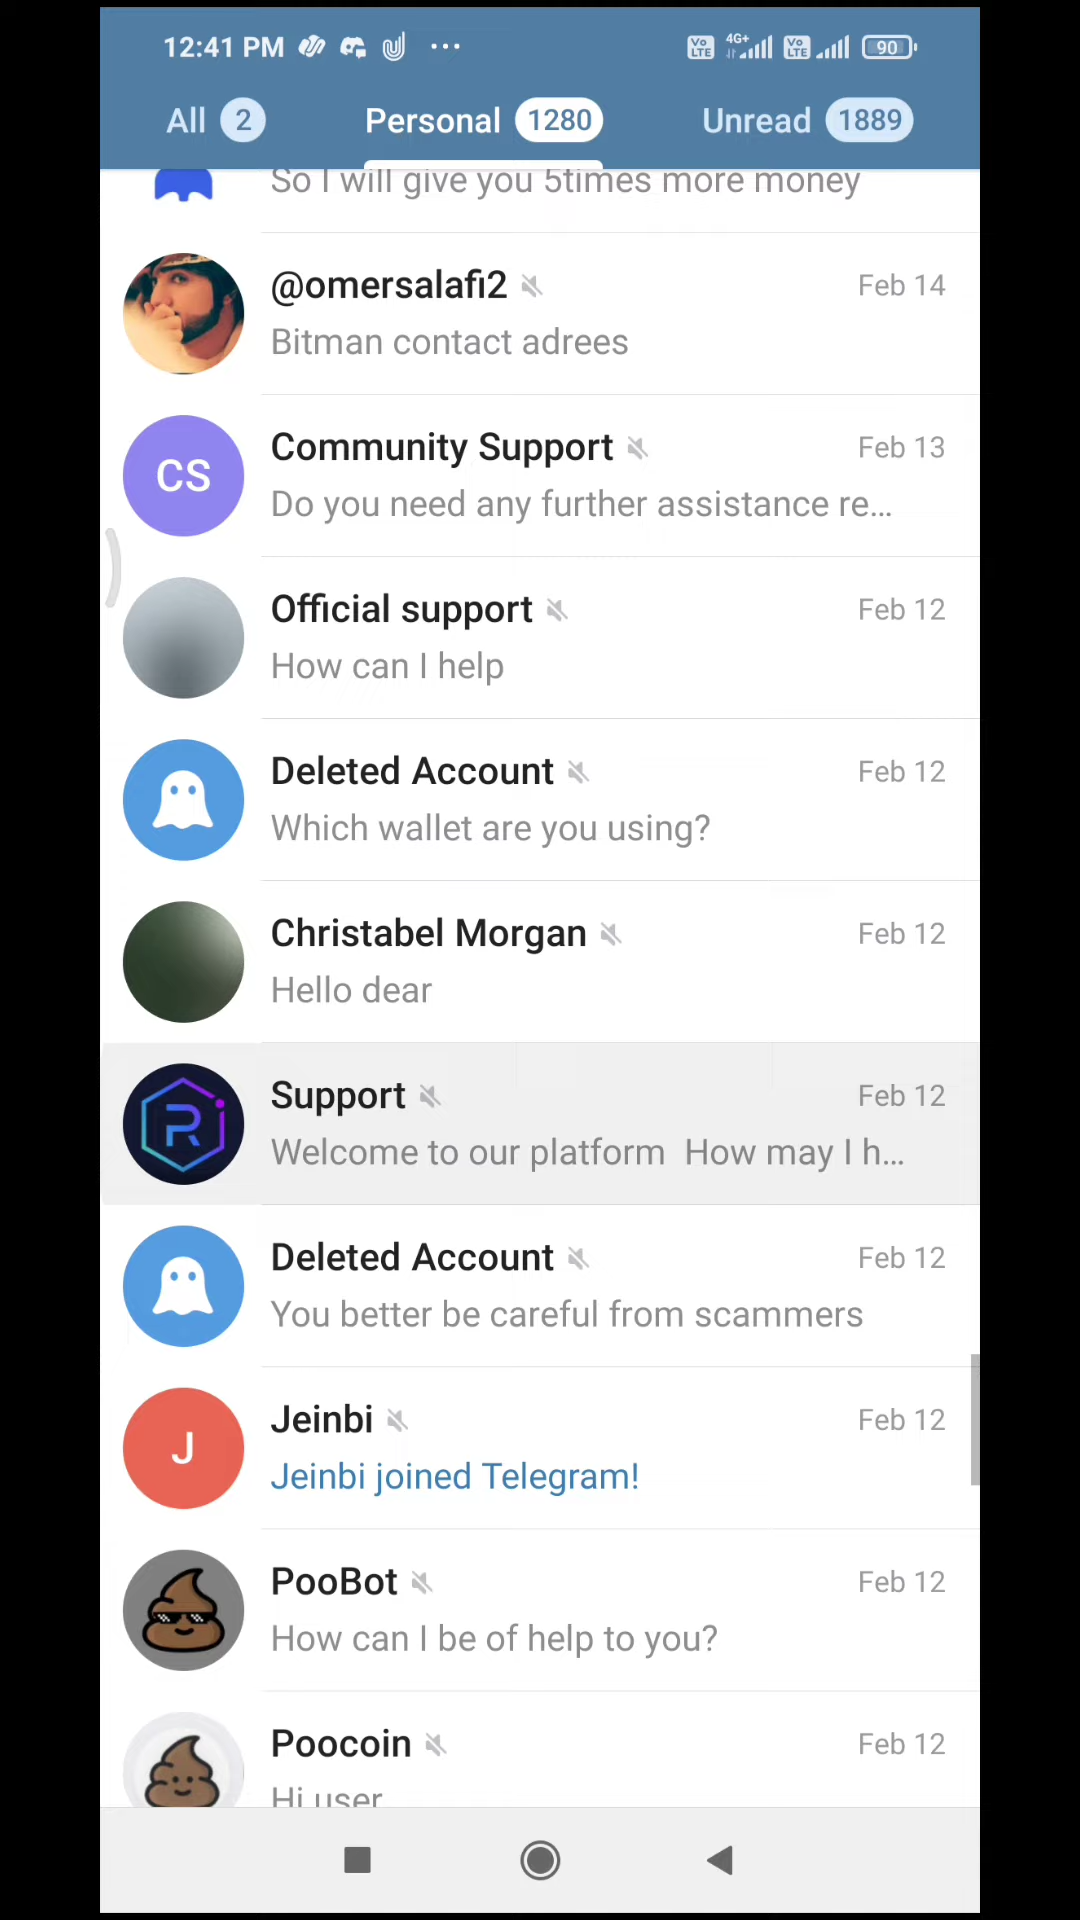 12:41 PM ... Vo LTE 4G+ Vo LTE 90
All 2 Personal 1280 Unread 1889
So I will give you 5times more money
@omersalafi2 Feb 14
Bitman contact adrees
CS Community Support Feb 13
Do you need any further assistance re...
Official support Feb 12
How can I help
Deleted Account Feb 12
Which wallet are you using?
Christabel Morgan Feb 12
Hello dear
R Support Feb 12
Welcome to our platform How may I h...
Deleted Account Feb 12
You better be careful from scammers
J Jeinbi Feb 12
Jeinbi joined Telegram!
PooBot Feb 12
How can I be of help to you?
Poocoin Feb 12
Hi user